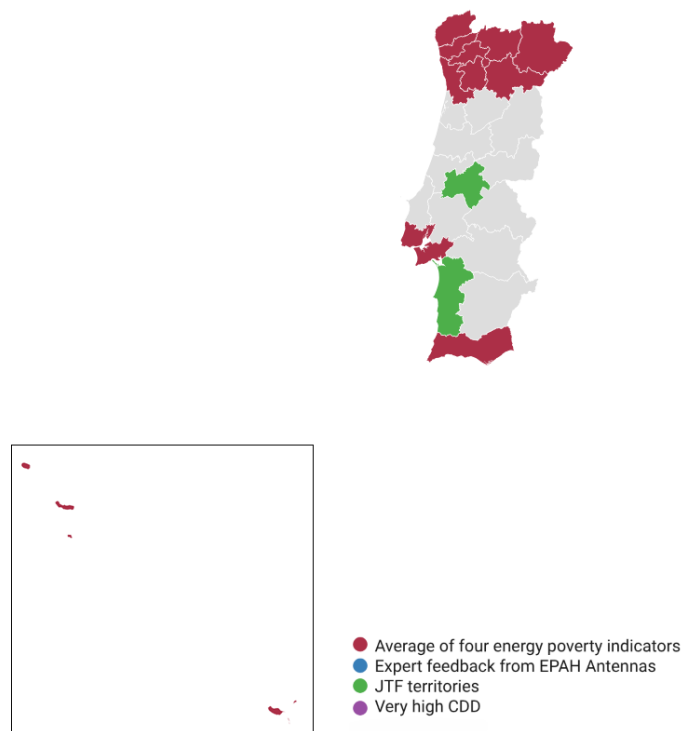 Average of four energy poverty indicators
Expert feedback from EPAH Antennas
JTF territories
Very high CDD